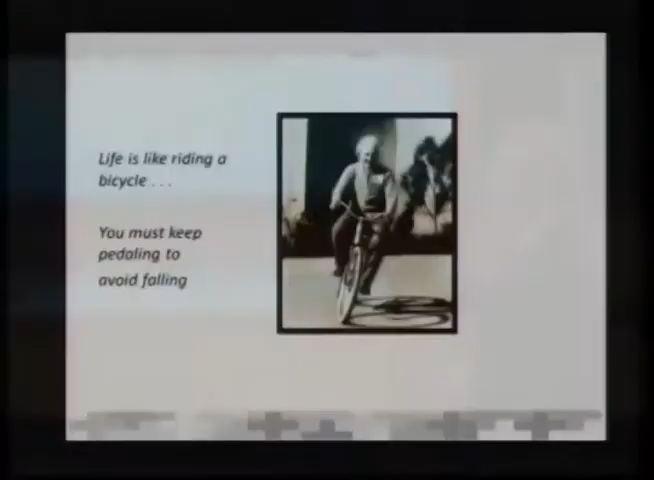 Life is like riding a
bicycle . . .
You must keep
pedaling to
avoid falling